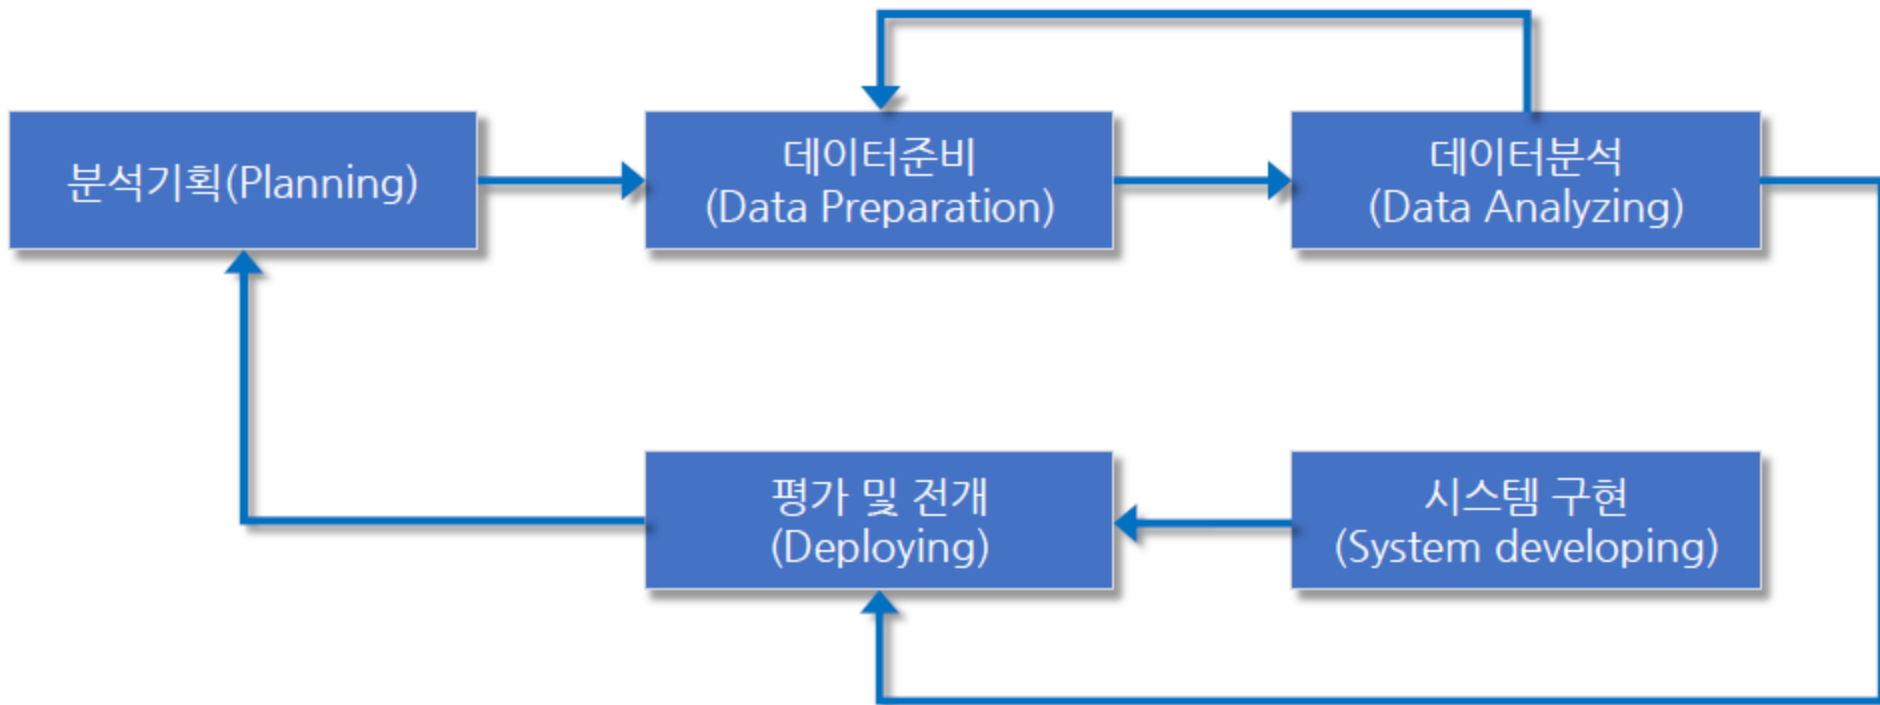 분석기획(Planning)
데이터준비
(Data Preparation)
데이터분석
(Data Analyzing)
평가 및 전개
(Deploying)
시스템 구현
(System developing)